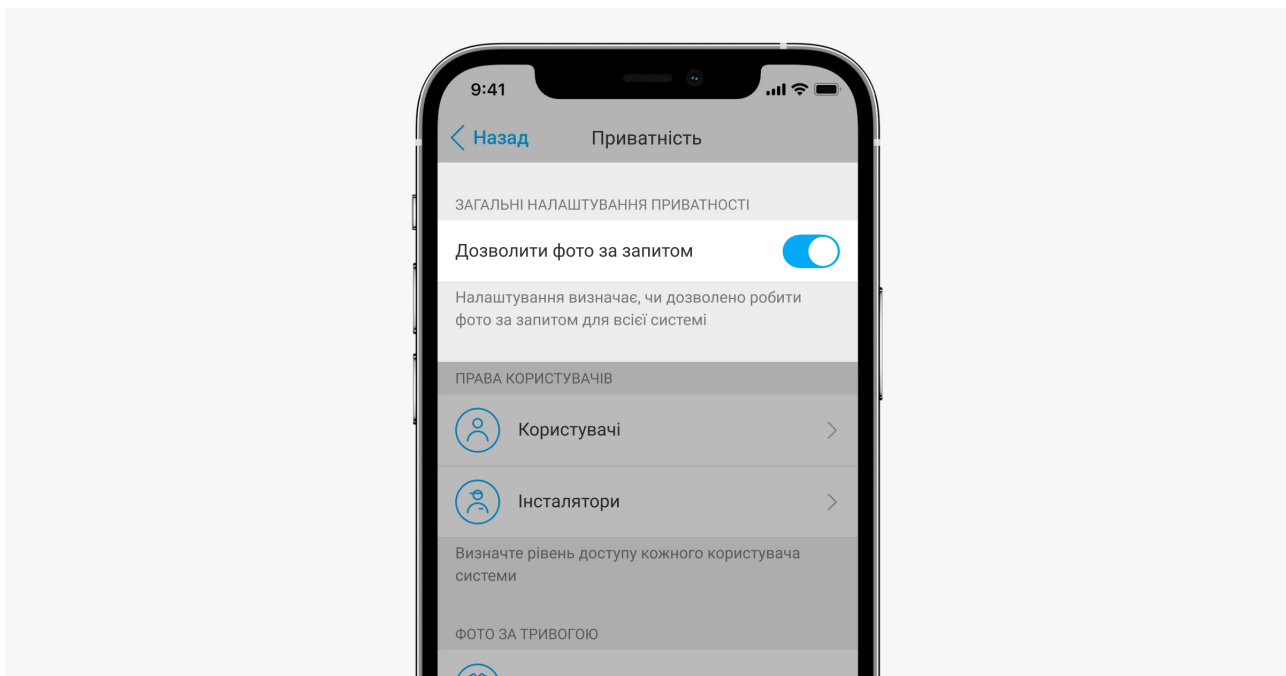 9:41
Назад
Приватність
ЗАГАЛЬНІ НАЛАШТУВАННЯ ПРИВАТНОСТІ
Дозволити фото за запитом
Налаштування визначає, чи дозволено робити
фото за запитом для всієї системі
ПРАВА КОРИСТУВАЧІВ
Користувачі
Інсталятори
Визначте рівень доступу кожного користувача
системи
ФОТО ЗА ТРИВОГОЮ